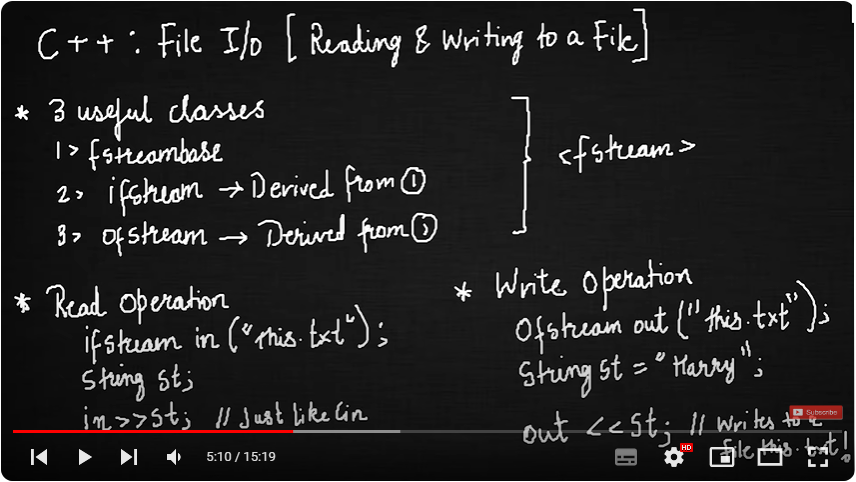 C++ : File I/o [Reading & Writing to a File]
* 3 useful classes
1> fstreambase
2> ifstream → Derived from ①
3> ofstream → Derived from ①
<fstream>
* Read operation
ifstream in ("this.txt");
string st;
in>>st; // Just like Cin
* Write operation
Ofstream out ("this.txt");
String st = "Harry";
out <<st; // Writes to a
file this.txt!
Subscribe
5:10 / 15:19
HD